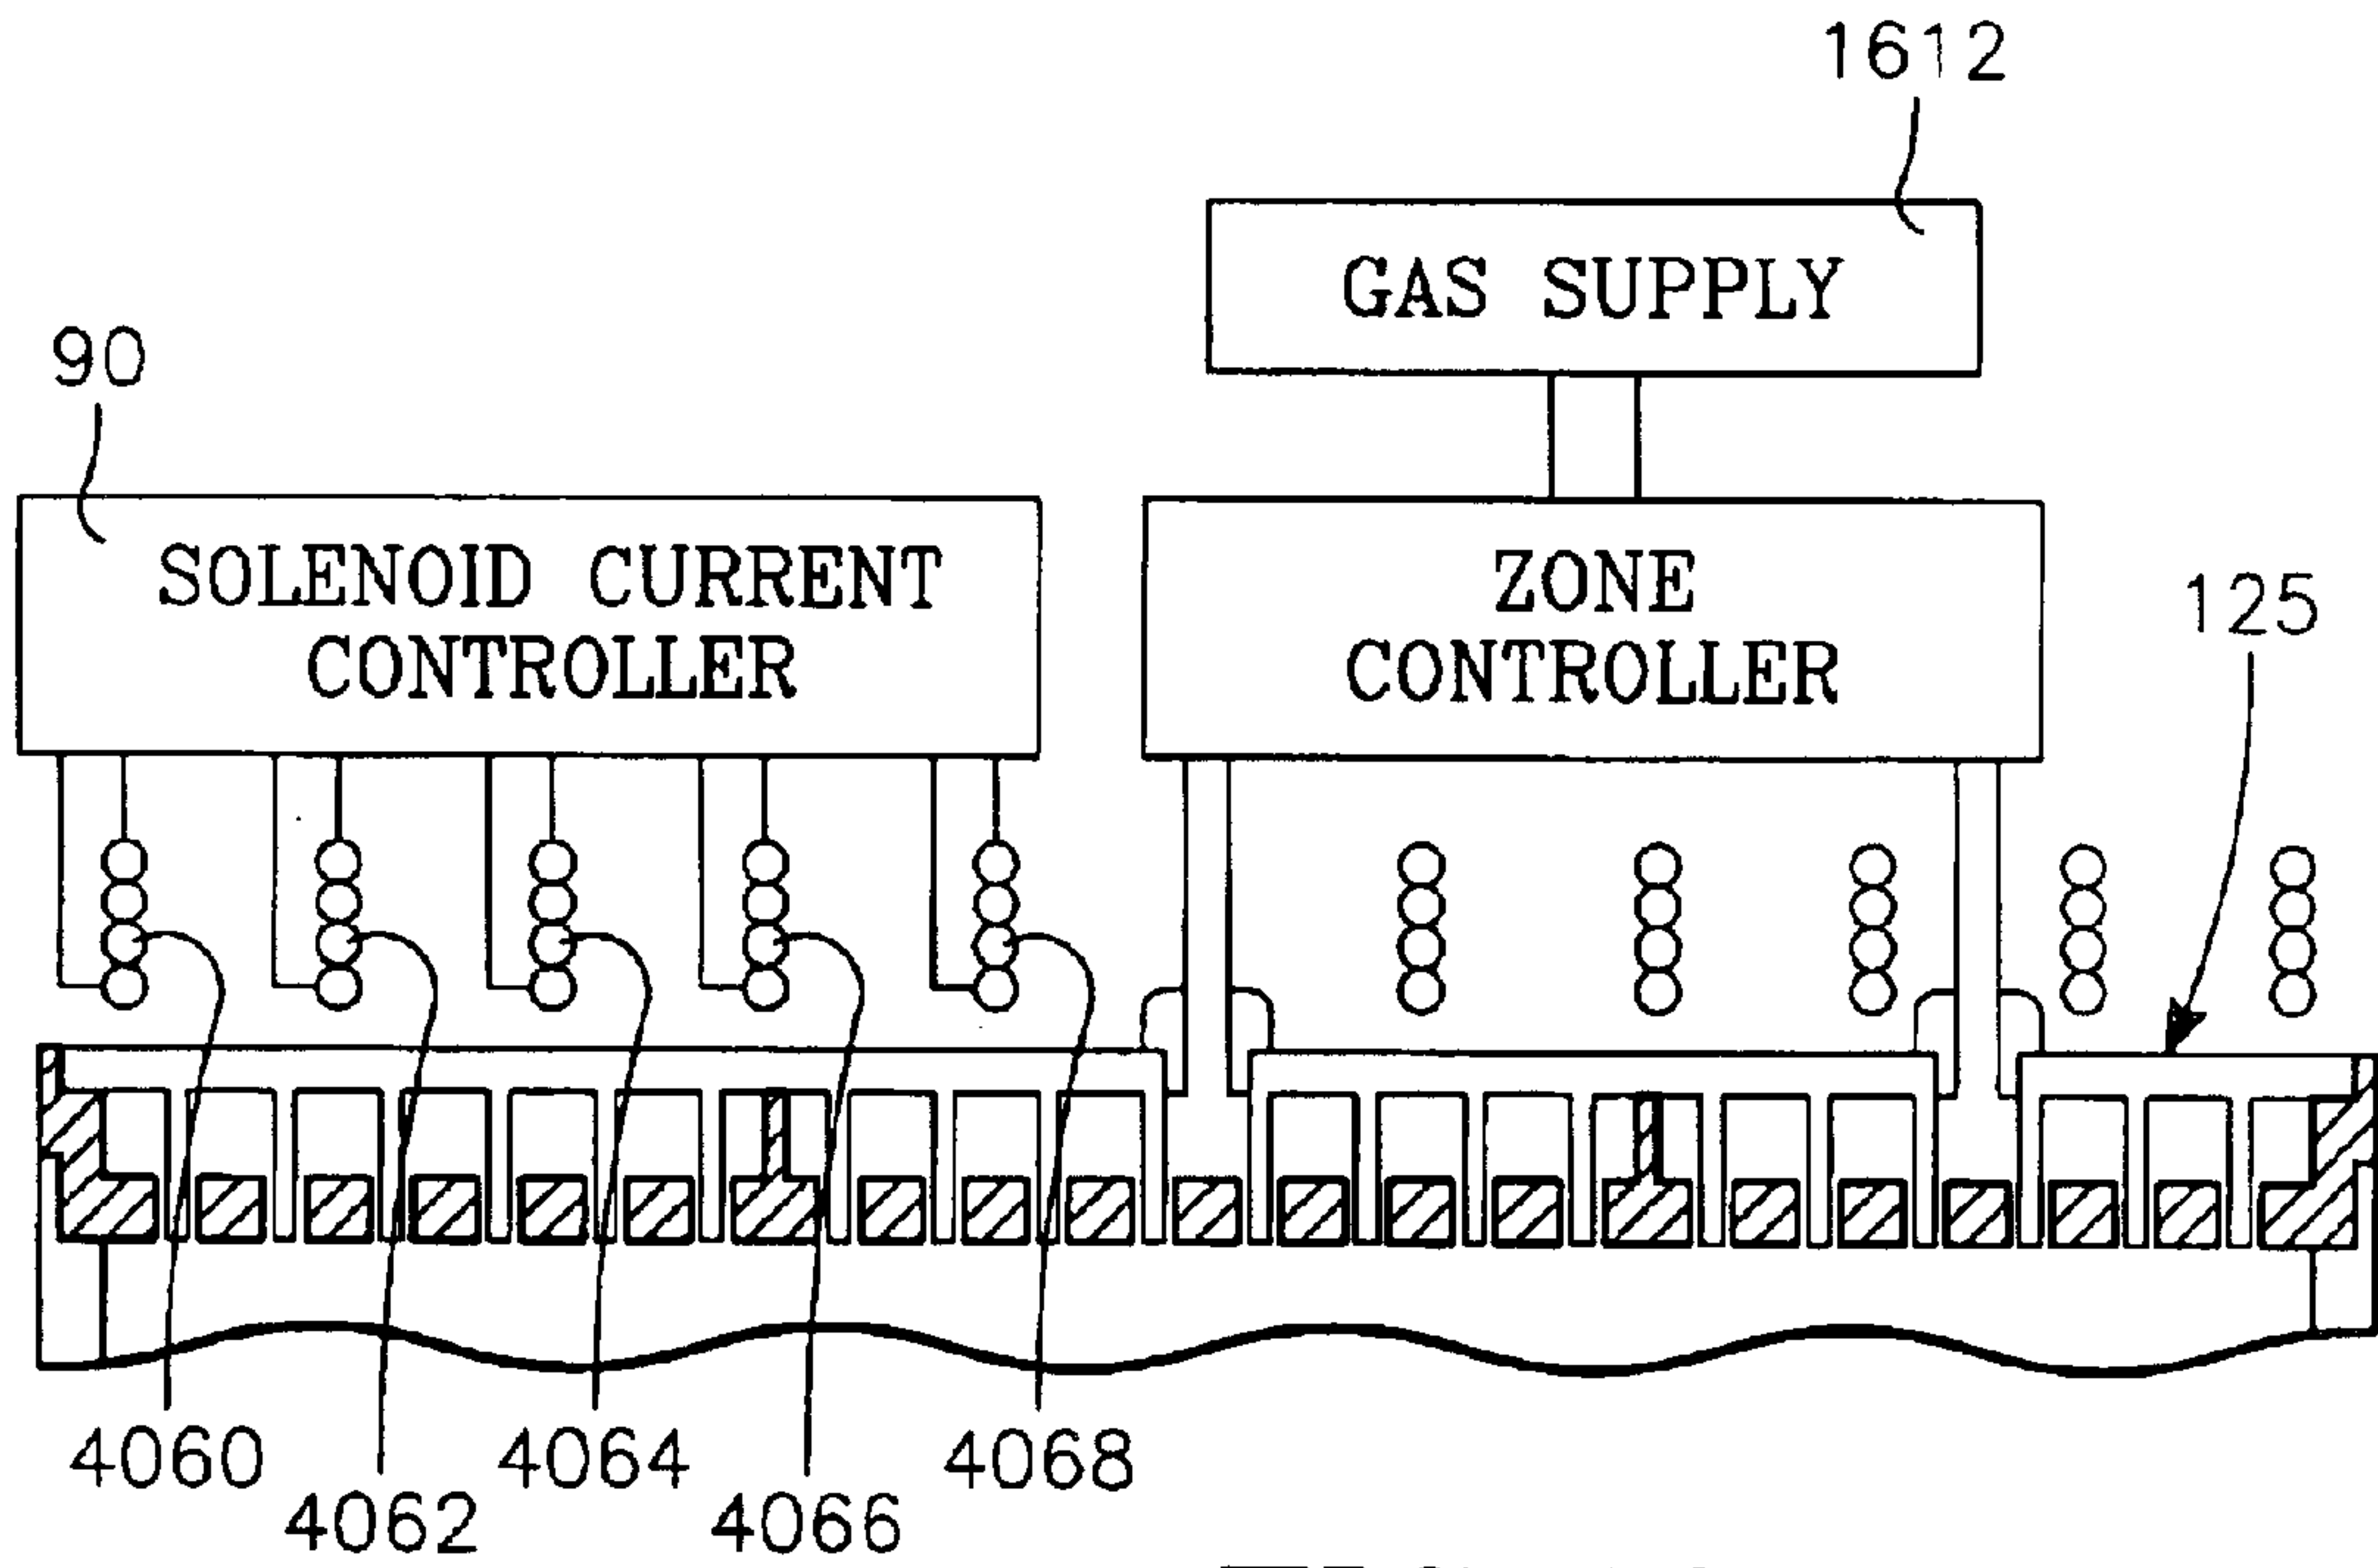 1612
GAS SUPPLY
90
SOLENOID CURRENT
CONTROLLER
ZONE
CONTROLLER
125
4060
4064
4068
4062
4066